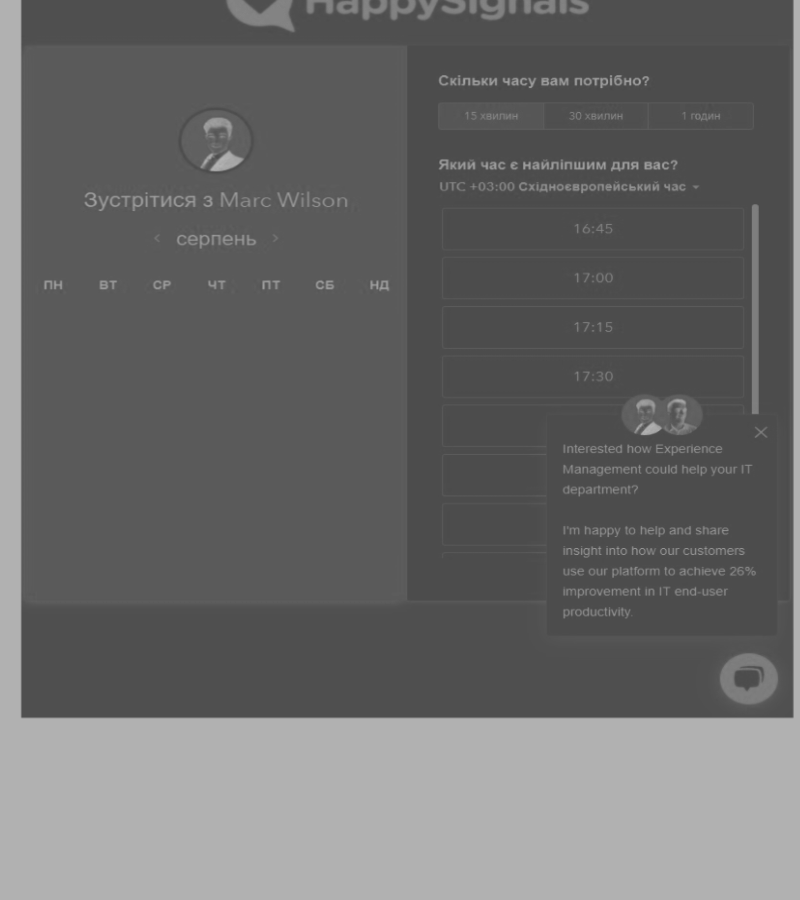 HappySignals
Зустрітися з Marc Wilson
серпень
ПН ВТ СР ЧТ ПТ СБ НД
Скільки часу вам потрібно?
15 хвилин 30 хвилин 1 годин
Який час є найліпшим для вас?
UTC +03:00 Східноєвропейський час
16:45
17:00
17:15
17:30
Interested how Experience
Management could help your IT
department?
I'm happy to help and share
insight into how our customers
use our platform to achieve 26%
improvement in IT end-user
productivity.